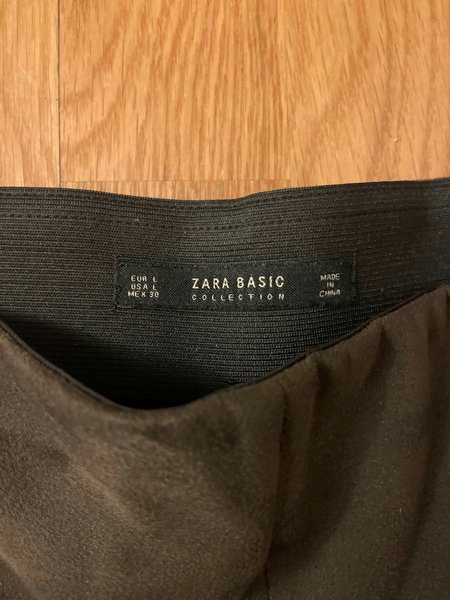 EUR L
USA L
MEX 30
ZARA BASIC
COLLECTION
MADE
IN
CHINA